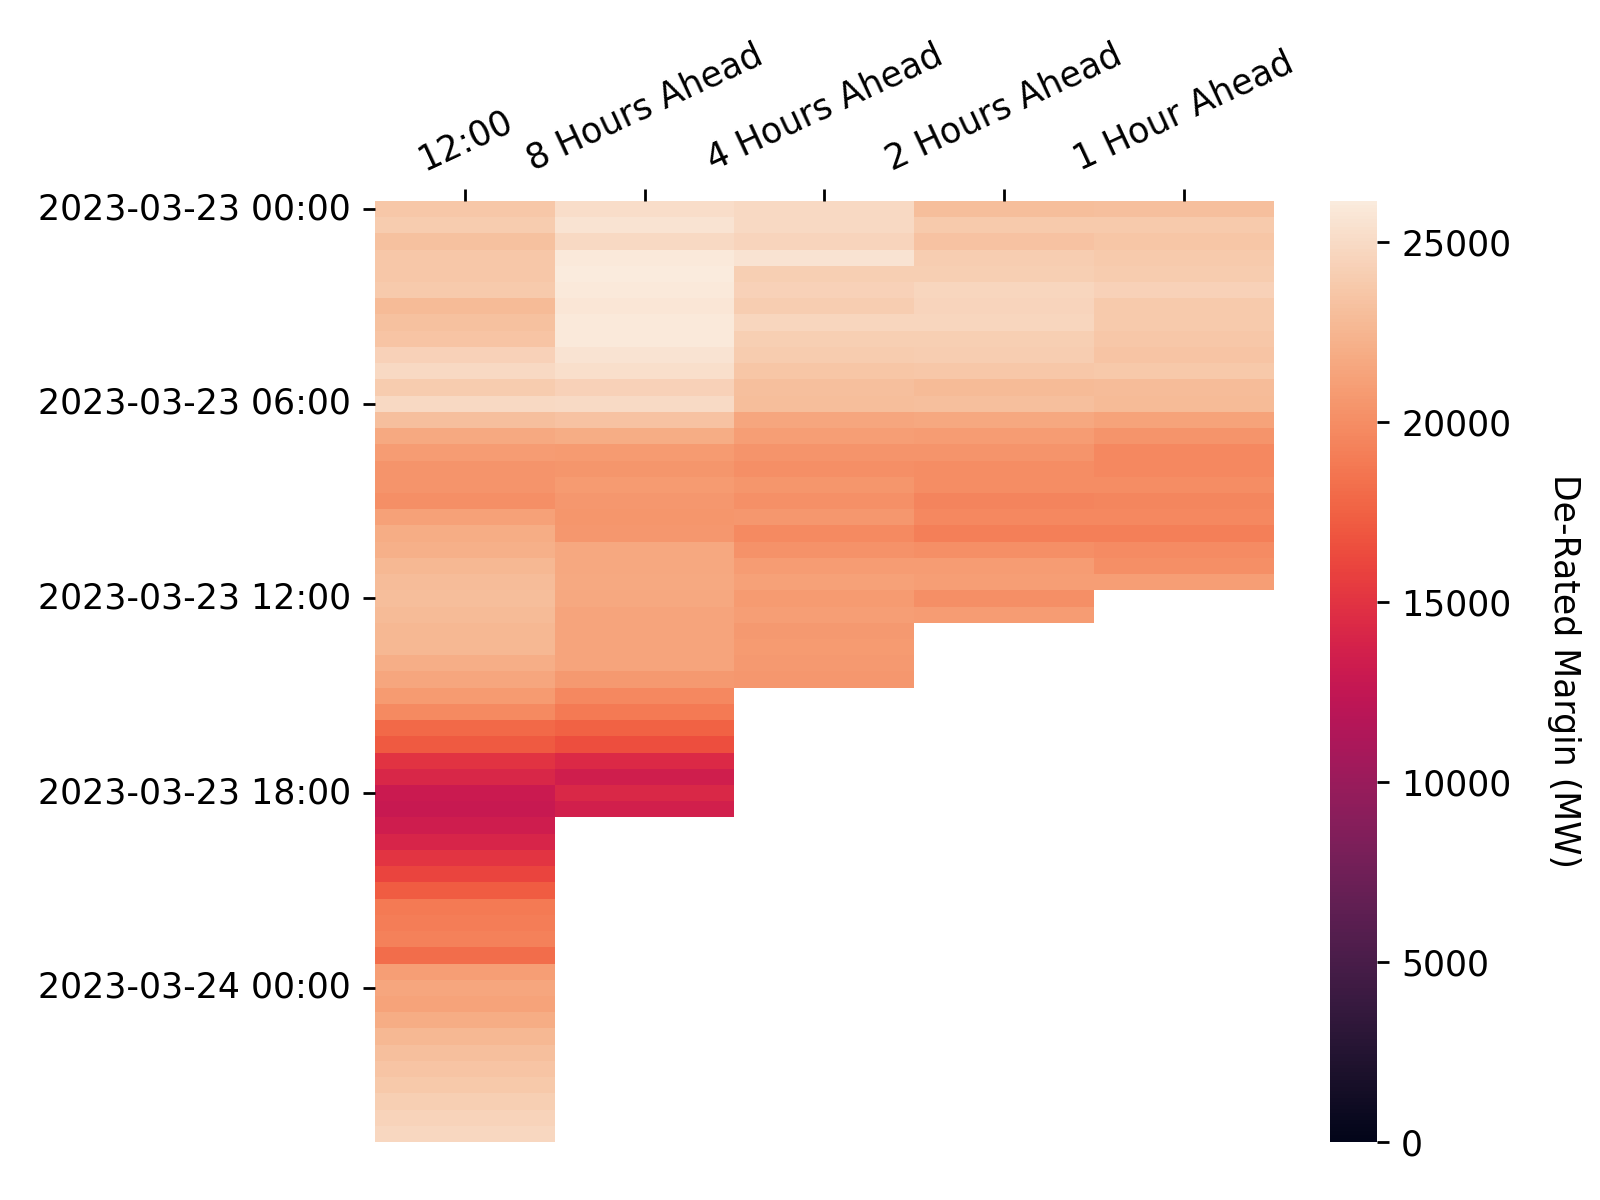 12:00
8 Hours Ahead
4 Hours Ahead
2 Hours Ahead
1 Hour Ahead
2023-03-23 00:00
2023-03-23 06:00
2023-03-23 12:00
2023-03-23 18:00
2023-03-24 00:00
25000
20000
15000
10000
5000
0
De-Rated Margin (MW)